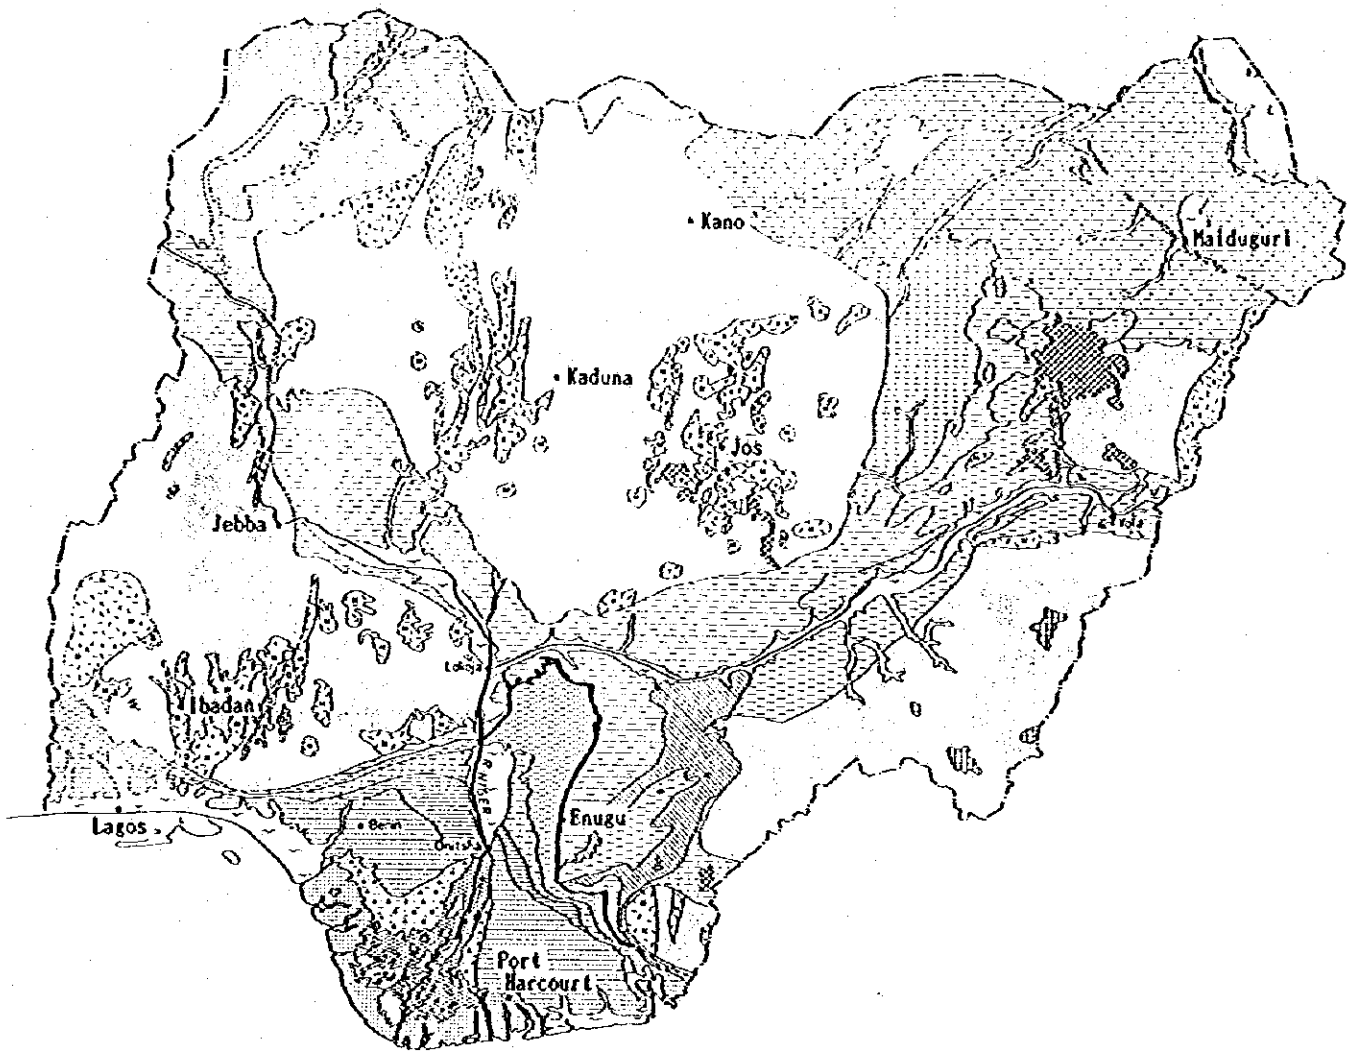 Kano
Maiduguri
Kaduna
Jos
Jebba
Lokoja
Ibadan
R. NIGER
Lagos
Benin
Enugu
Onitsha
Port
Harcourt